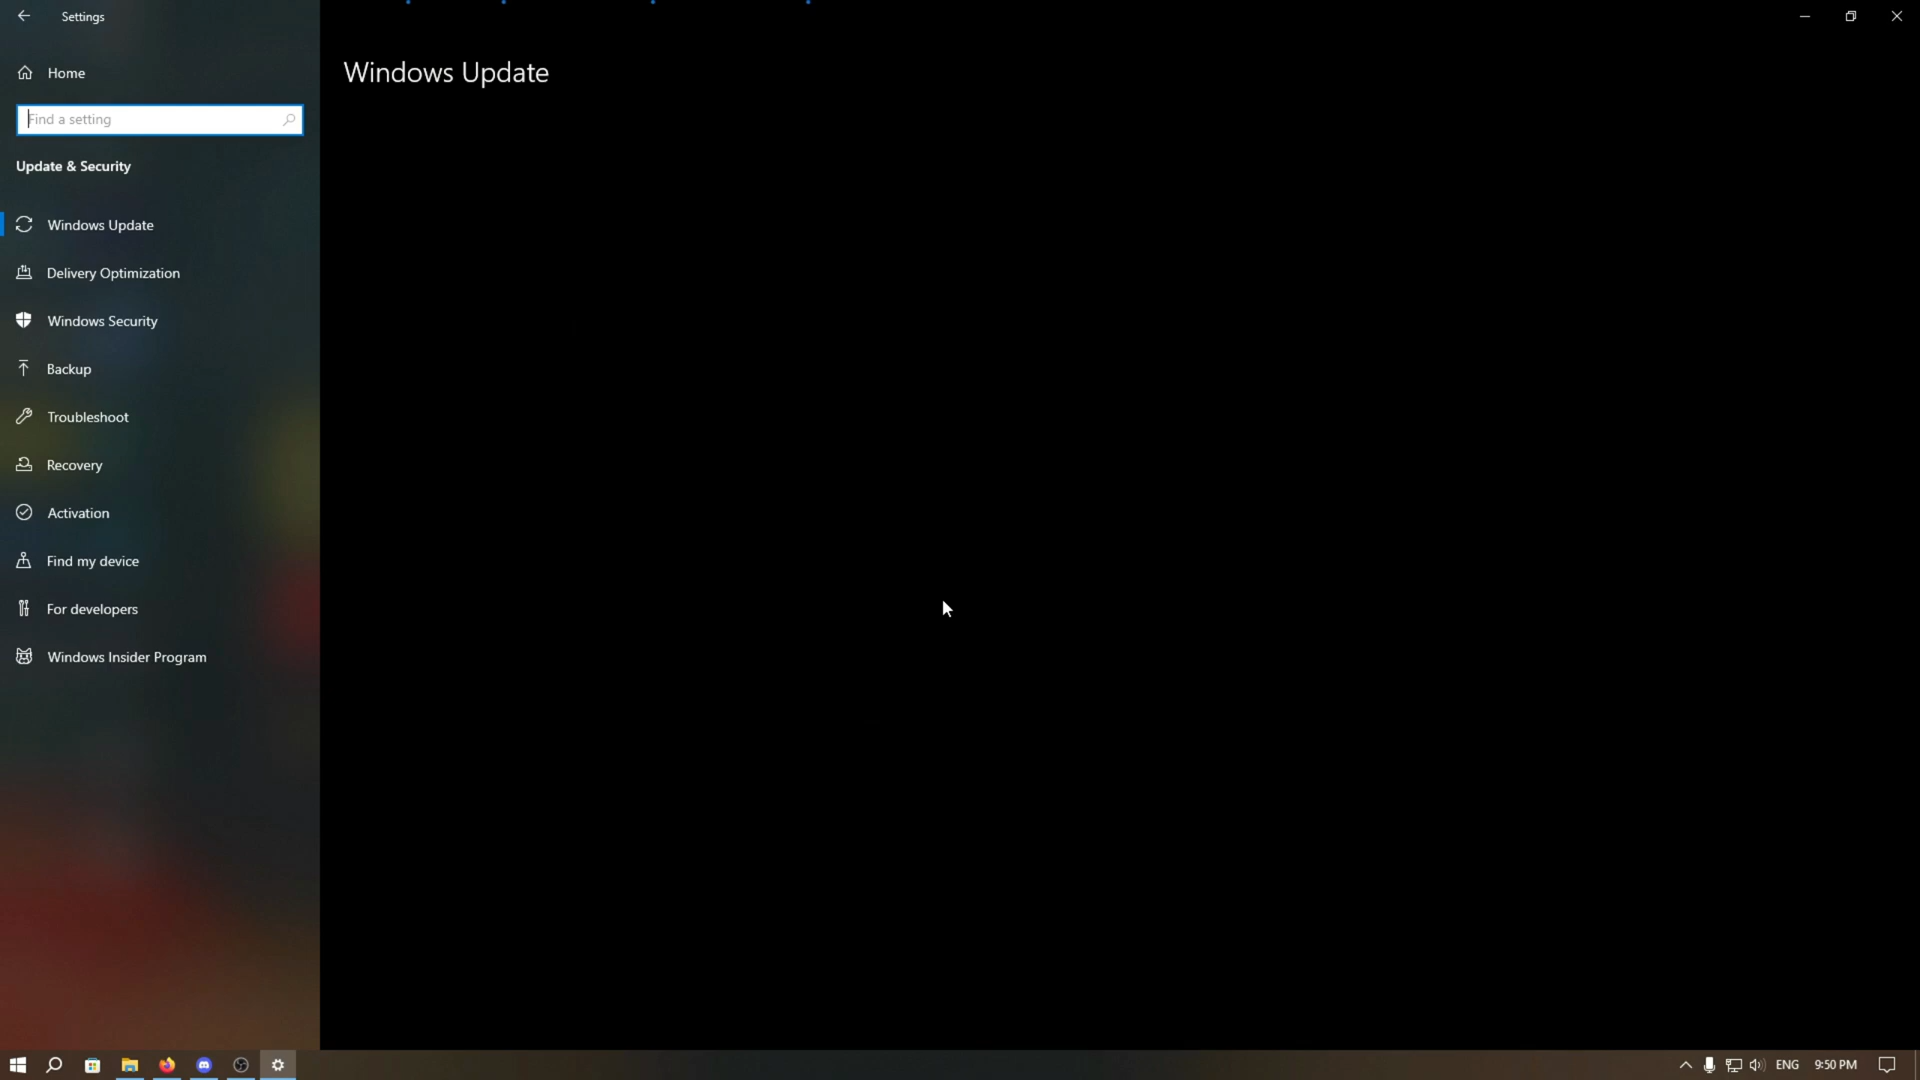 Settings
Home
Find a setting
Update & Security
Windows Update
Delivery Optimization
Windows Security
Backup
Troubleshoot
Recovery
Activation
Find my device
For developers
Windows Insider Program
Windows Update
ENG
9:50 PM